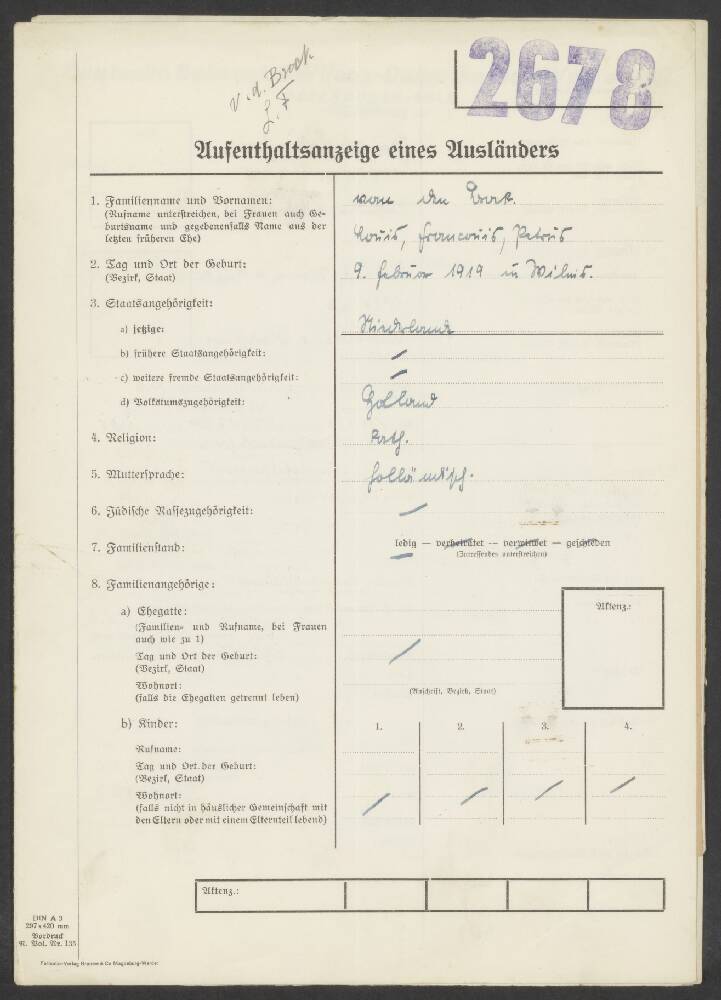 v. d. Broek
L. F
2678
Aufenthaltsanzeige eines Ausländers
1. Familienname und Vornamen:
(Rufname unterstreichen, bei Frauen auch Ge-
burtsname und gegebenenfalls Name aus der
letzten früheren Ehe)
van den Broek.
Louis, Francouis, Petrus
2. Tag und Ort der Geburt:
(Bezirk, Staat)
9. Februar 1919 in Wilnis.
3. Staatsangehörigkeit:
a) jetzige:
Niederlande
b) frühere Staatsangehörigkeit:
c) weitere fremde Staatsangehörigkeit:
d) Volkstumszugehörigkeit:
Holland
4. Religion:
Kath.
5. Muttersprache:
holländisch.
6. Jüdische Rassezugehörigkeit:
7. Familienstand:
ledig — verheiratet — verwitwet — geschieden
(Zutreffendes unterstreichen)
8. Familienangehörige:
a) Ehegatte:
(Familien- und Rufname, bei Frauen
auch wie zu 1)
Tag und Ort der Geburt:
(Bezirk, Staat)
Wohnort:
(falls die Ehegatten getrennt leben)
(Anschrift, Bezirk, Staat)
Aktenz.:
b) Kinder:
1. 2. 3. 4.
Rufname:
Tag und Ort der Geburt:
(Bezirk, Staat)
Wohnort:
(falls nicht in häuslicher Gemeinschaft mit
den Eltern oder mit einem Elternteil lebend)
Aktenz.:
DIN A 3
297×420 mm
Vordruck
R. Pol. Nr. 135